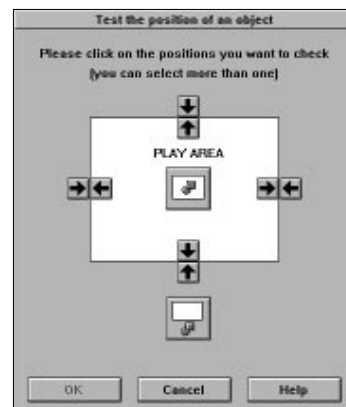 Test the position of an object
Please click on the positions you want to check
(you can select more than one)
PLAY AREA
OK
Cancel
Help